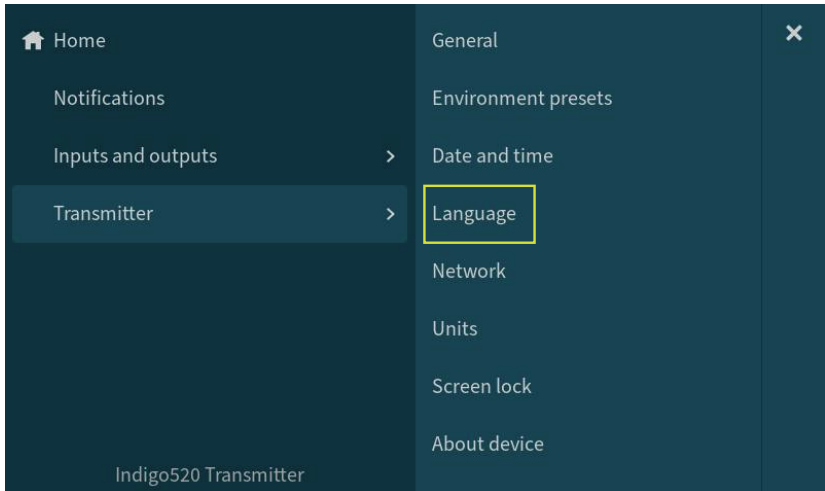 Home
Notifications
Inputs and outputs
Transmitter
Indigo520 Transmitter
General
Environment presets
Date and time
Language
Network
Units
Screen lock
About device